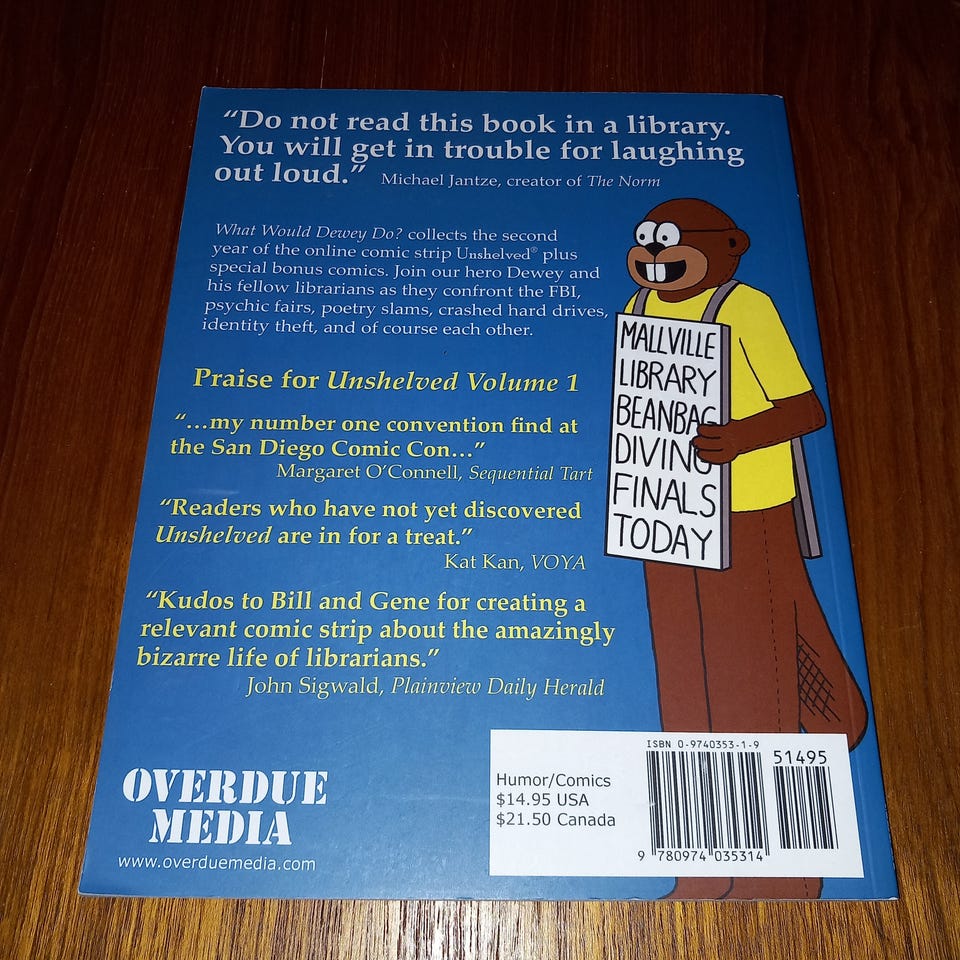 “Do not read this book in a library.
You will get in trouble for laughing
out loud.” Michael Jantze, creator of The Norm
What Would Dewey Do? collects the second
year of the online comic strip Unshelved® plus
special bonus comics. Join our hero Dewey and
his fellow librarians as they confront the FBI,
psychic fairs, poetry slams, crashed hard drives,
identity theft, and of course each other.
Praise for Unshelved Volume 1
“...my number one convention find at
the San Diego Comic Con...”
Margaret O’Connell, Sequential Tart
“Readers who have not yet discovered
Unshelved are in for a treat.”
Kat Kan, VOYA
“Kudos to Bill and Gene for creating a
relevant comic strip about the amazingly
bizarre life of librarians.”
John Sigwald, Plainview Daily Herald
MALLVILLE
LIBRARY
BEANBAG
DIVING
FINALS
TODAY
OVERDUE
MEDIA
www.overduemedia.com
Humor/Comics
$14.95 USA
$21.50 Canada
ISBN 0-9740353-1-9
51495
9 780974 035314